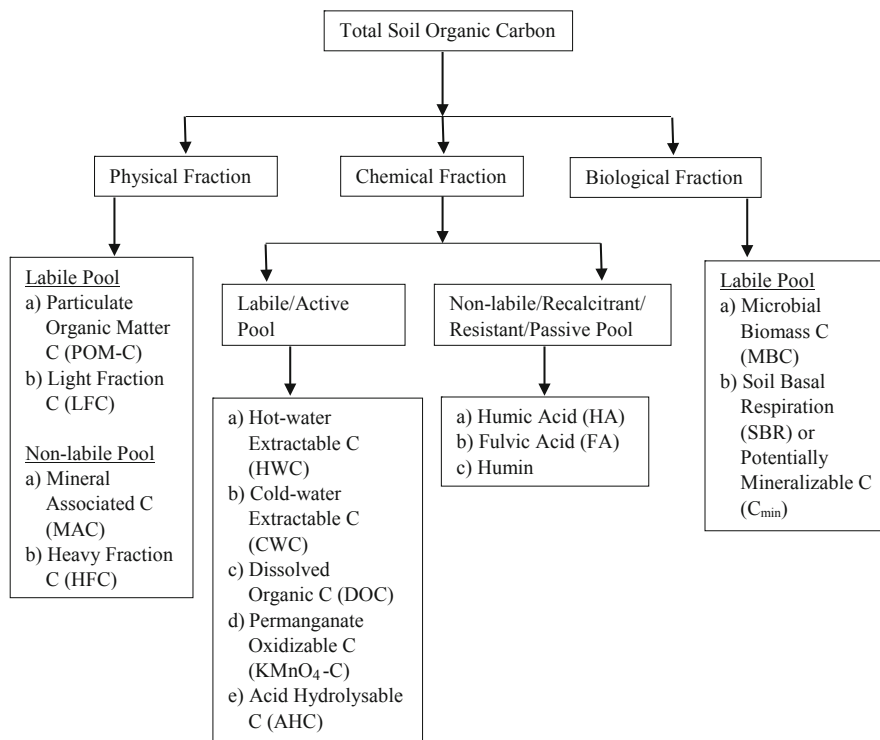 Total Soil Organic Carbon
Physical Fraction
Chemical Fraction
Biological Fraction
Labile Pool
a) Particulate
Organic Matter
C (POM-C)
b) Light Fraction
C (LFC)
Non-labile Pool
a) Mineral
Associated C
(MAC)
b) Heavy Fraction
C (HFC)
Labile/Active
Pool
a) Hot-water
Extractable C
(HWC)
b) Cold-water
Extractable C
(CWC)
c) Dissolved
Organic C (DOC)
d) Permanganate
Oxidizable C
(KMnO₄-C)
e) Acid Hydrolysable
C (AHC)
Non-labile/Recalcitrant/
Resistant/Passive Pool
a) Humic Acid (HA)
b) Fulvic Acid (FA)
c) Humin
Labile Pool
a) Microbial
Biomass C
(MBC)
b) Soil Basal
Respiration
(SBR) or
Potentially
Mineralizable C
(Cmin)